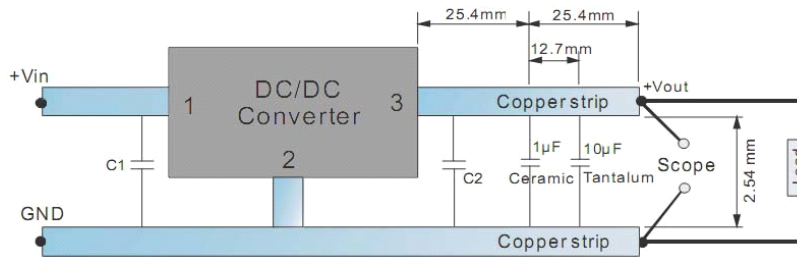 25.4mm
25.4mm
12.7mm
+Vin
DC/DC
Converter
1
2
3
Copper strip
+Vout
C1
C2
1µF
Ceramic
10µF
Tantalum
Scope
2.54 mm
GND
Copper strip